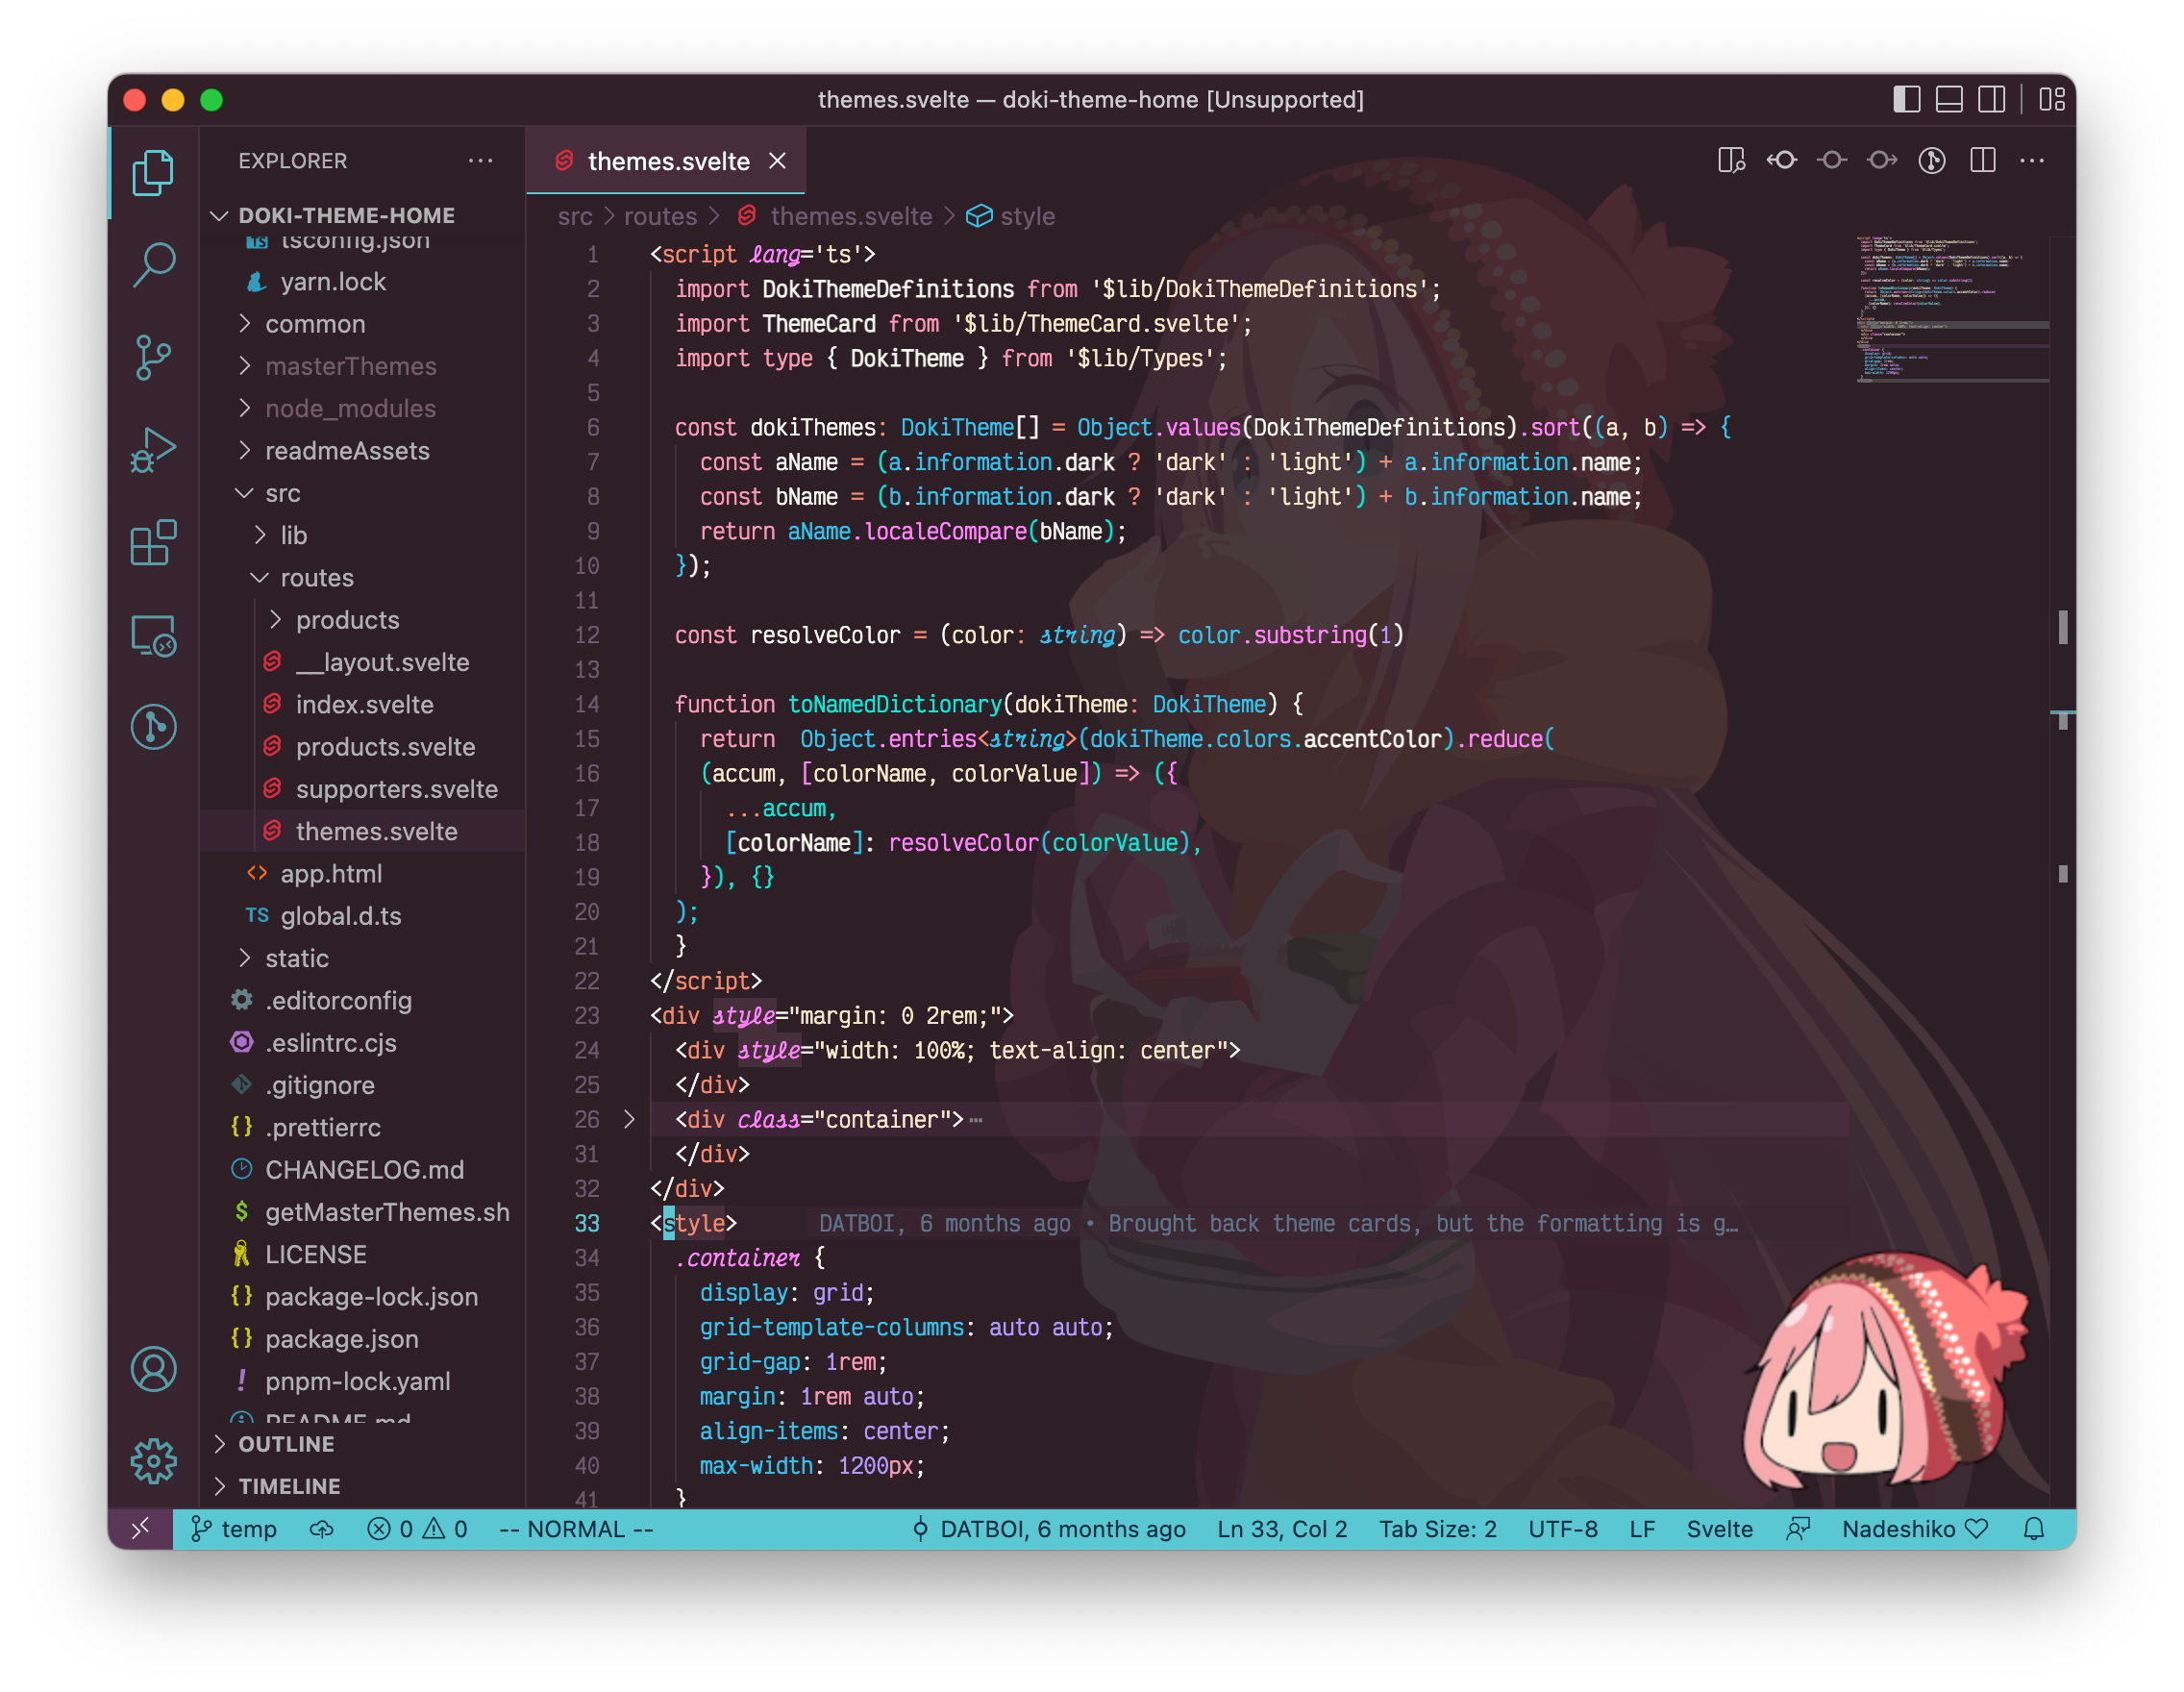 themes.svelte — doki-theme-home [Unsupported]
EXPLORER
DOKI-THEME-HOME
tsconfig.json
yarn.lock
common
masterThemes
node_modules
readmeAssets
src
lib
routes
products
__layout.svelte
index.svelte
products.svelte
supporters.svelte
themes.svelte
app.html
TS global.d.ts
static
.editorconfig
.eslintrc.cjs
.gitignore
{} .prettierrc
CHANGELOG.md
$ getMasterThemes.sh
LICENSE
{} package-lock.json
{} package.json
! pnpm-lock.yaml
README.md
OUTLINE
TIMELINE
themes.svelte
src > routes > themes.svelte > style
1 <script lang='ts'>
2 import DokiThemeDefinitions from '$lib/DokiThemeDefinitions';
3 import ThemeCard from '$lib/ThemeCard.svelte';
4 import type { DokiTheme } from '$lib/Types';
5
6 const dokiThemes: DokiTheme[] = Object.values(DokiThemeDefinitions).sort((a, b) => {
7 const aName = (a.information.dark ? 'dark' : 'light') + a.information.name;
8 const bName = (b.information.dark ? 'dark' : 'light') + b.information.name;
9 return aName.localeCompare(bName);
10 });
11
12 const resolveColor = (color: string) => color.substring(1)
13
14 function toNamedDictionary(dokiTheme: DokiTheme) {
15 return  Object.entries<string>(dokiTheme.colors.accentColor).reduce(
16 (accum, [colorName, colorValue]) => ({
17 ...accum,
18 [colorName]: resolveColor(colorValue),
19 }), {}
20 );
21 }
22 </script>
23 <div style="margin: 0 2rem;">
24 <div style="width: 100%; text-align: center">
25 </div>
26 <div class="container">⋯
31 </div>
32 </div>
33 <style> DATBOI, 6 months ago • Brought back theme cards, but the formatting is g…
34 .container {
35 display: grid;
36 grid-template-columns: auto auto;
37 grid-gap: 1rem;
38 margin: 1rem auto;
39 align-items: center;
40 max-width: 1200px;
41 }
temp 0 0 -- NORMAL -- DATBOI, 6 months ago Ln 33, Col 2 Tab Size: 2 UTF-8 LF Svelte Nadeshiko ♡